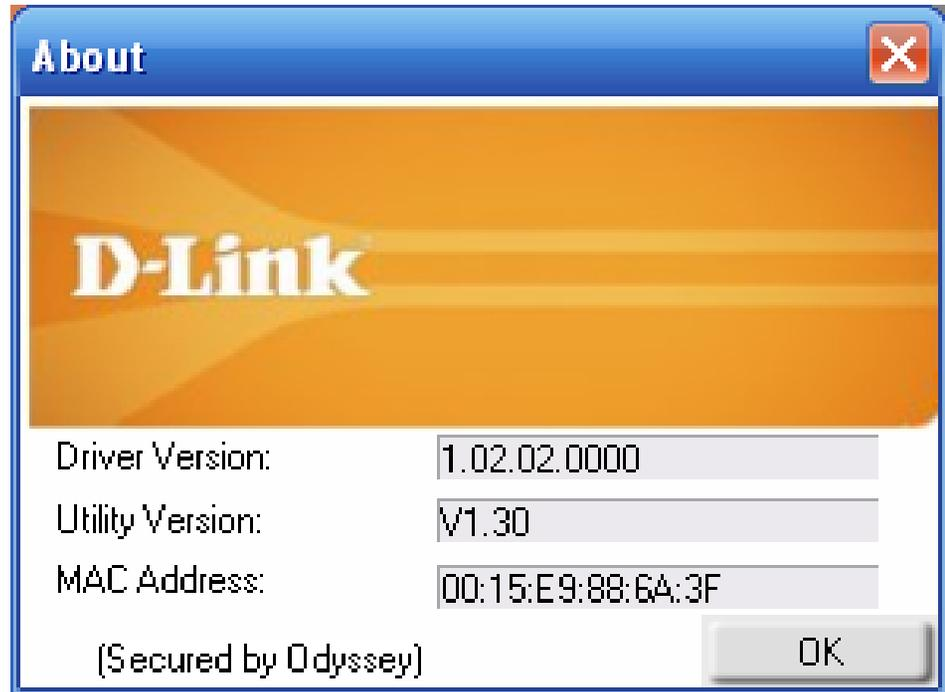 About
D-Link
Driver Version: 1.02.02.0000
Utility Version: V1.30
MAC Address: 00:15:E9:88:6A:3F
(Secured by Odyssey) OK